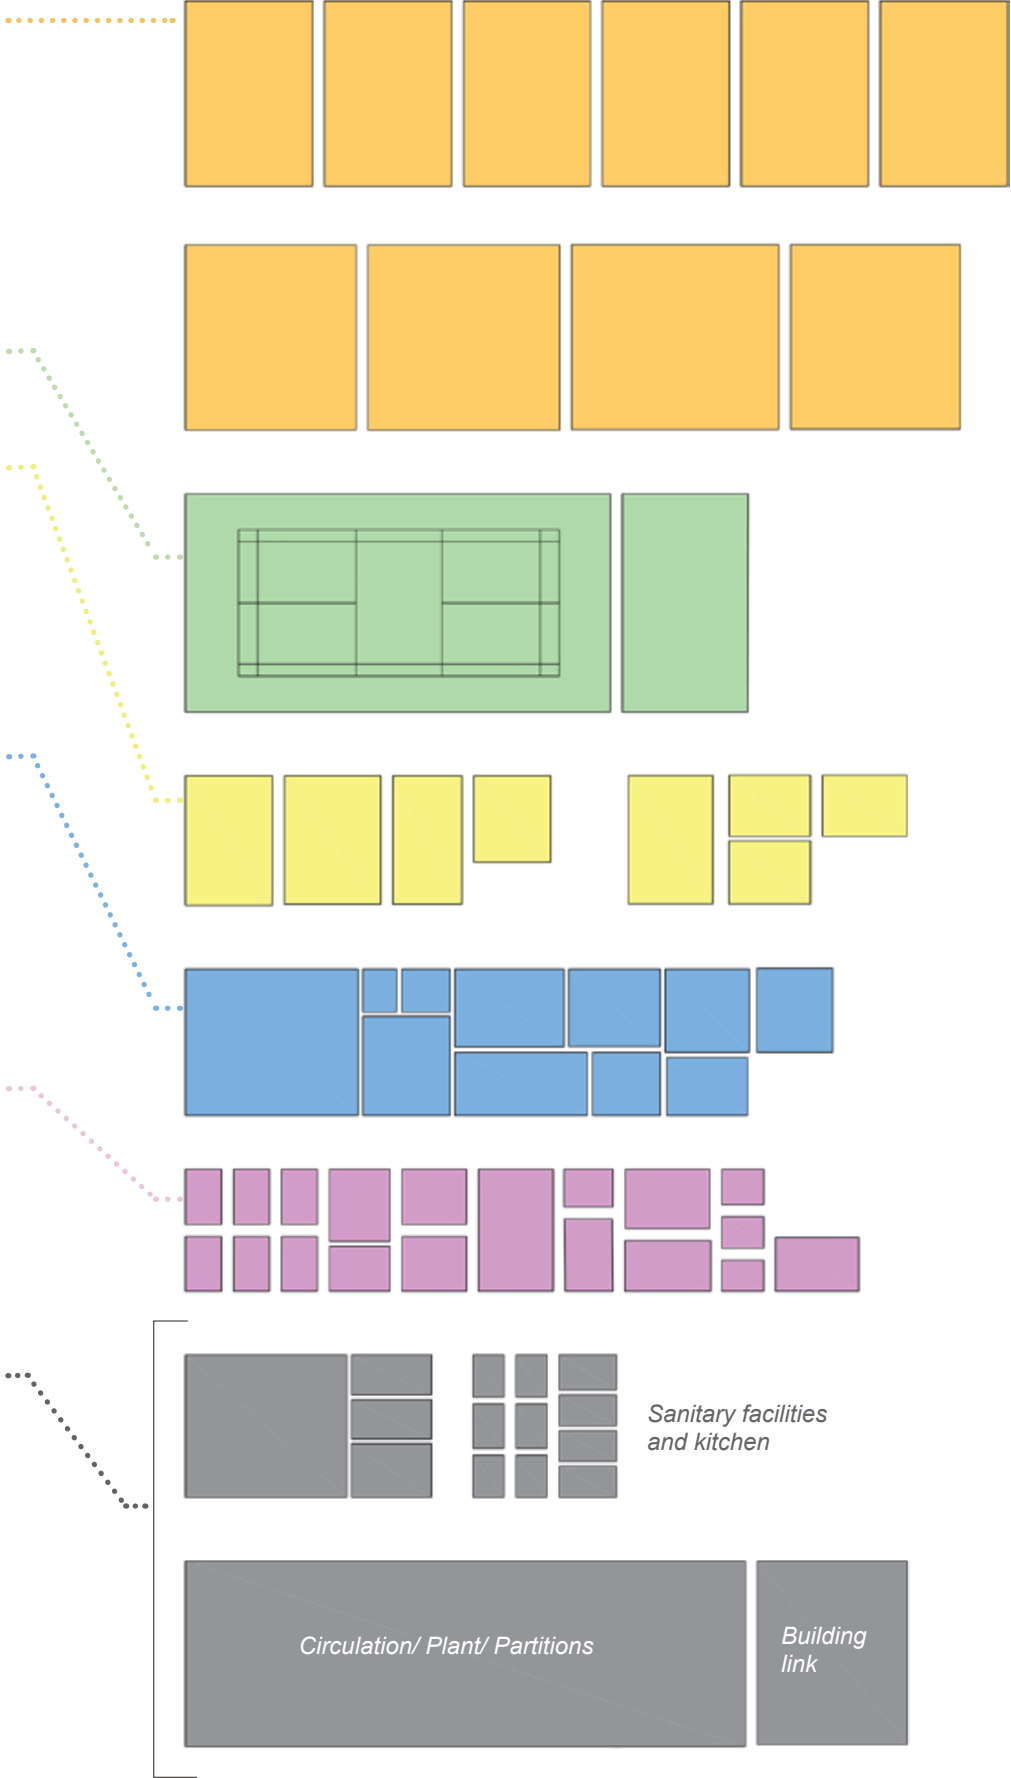 Sanitary facilities
and kitchen
Circulation/ Plant/ Partitions
Building
link